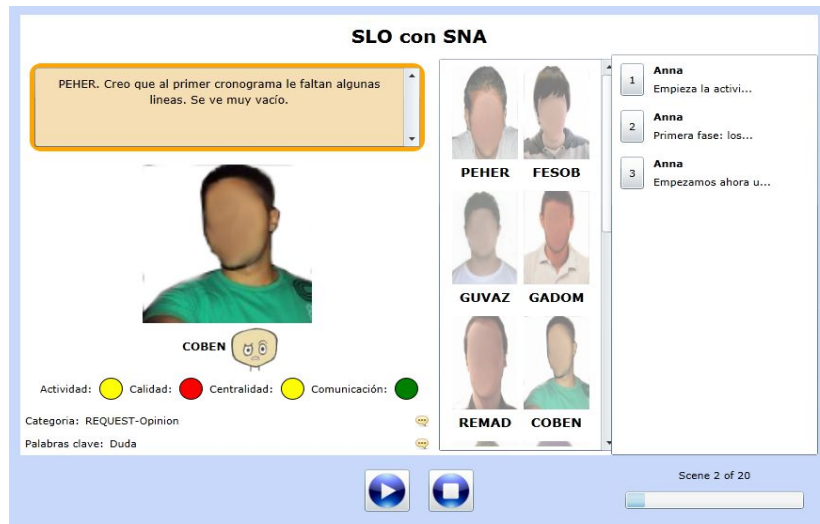 SLO con SNA
PEHER. Creo que al primer cronograma le faltan algunas
lineas. Se ve muy vacío.
COBEN
Actividad: Calidad: Centralidad: Comunicación:
Categoria: REQUEST-Opinion
Palabras clave: Duda
PEHER FESOB
GUVAZ GADOM
REMAD COBEN
1 Anna
Empieza la activi...
2 Anna
Primera fase: los...
3 Anna
Empezamos ahora u...
Scene 2 of 20